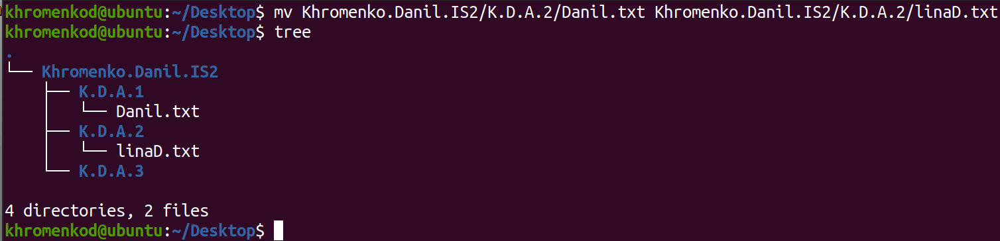 khromenkod@ubuntu:~/Desktop$ mv Khromenko.Danil.IS2/K.D.A.2/Danil.txt Khromenko.Danil.IS2/K.D.A.2/linaD.txt
khromenkod@ubuntu:~/Desktop$ tree
.
└── Khromenko.Danil.IS2
    ├── K.D.A.1
    │   └── Danil.txt
    ├── K.D.A.2
    │   └── linaD.txt
    └── K.D.A.3

4 directories, 2 files
khromenkod@ubuntu:~/Desktop$